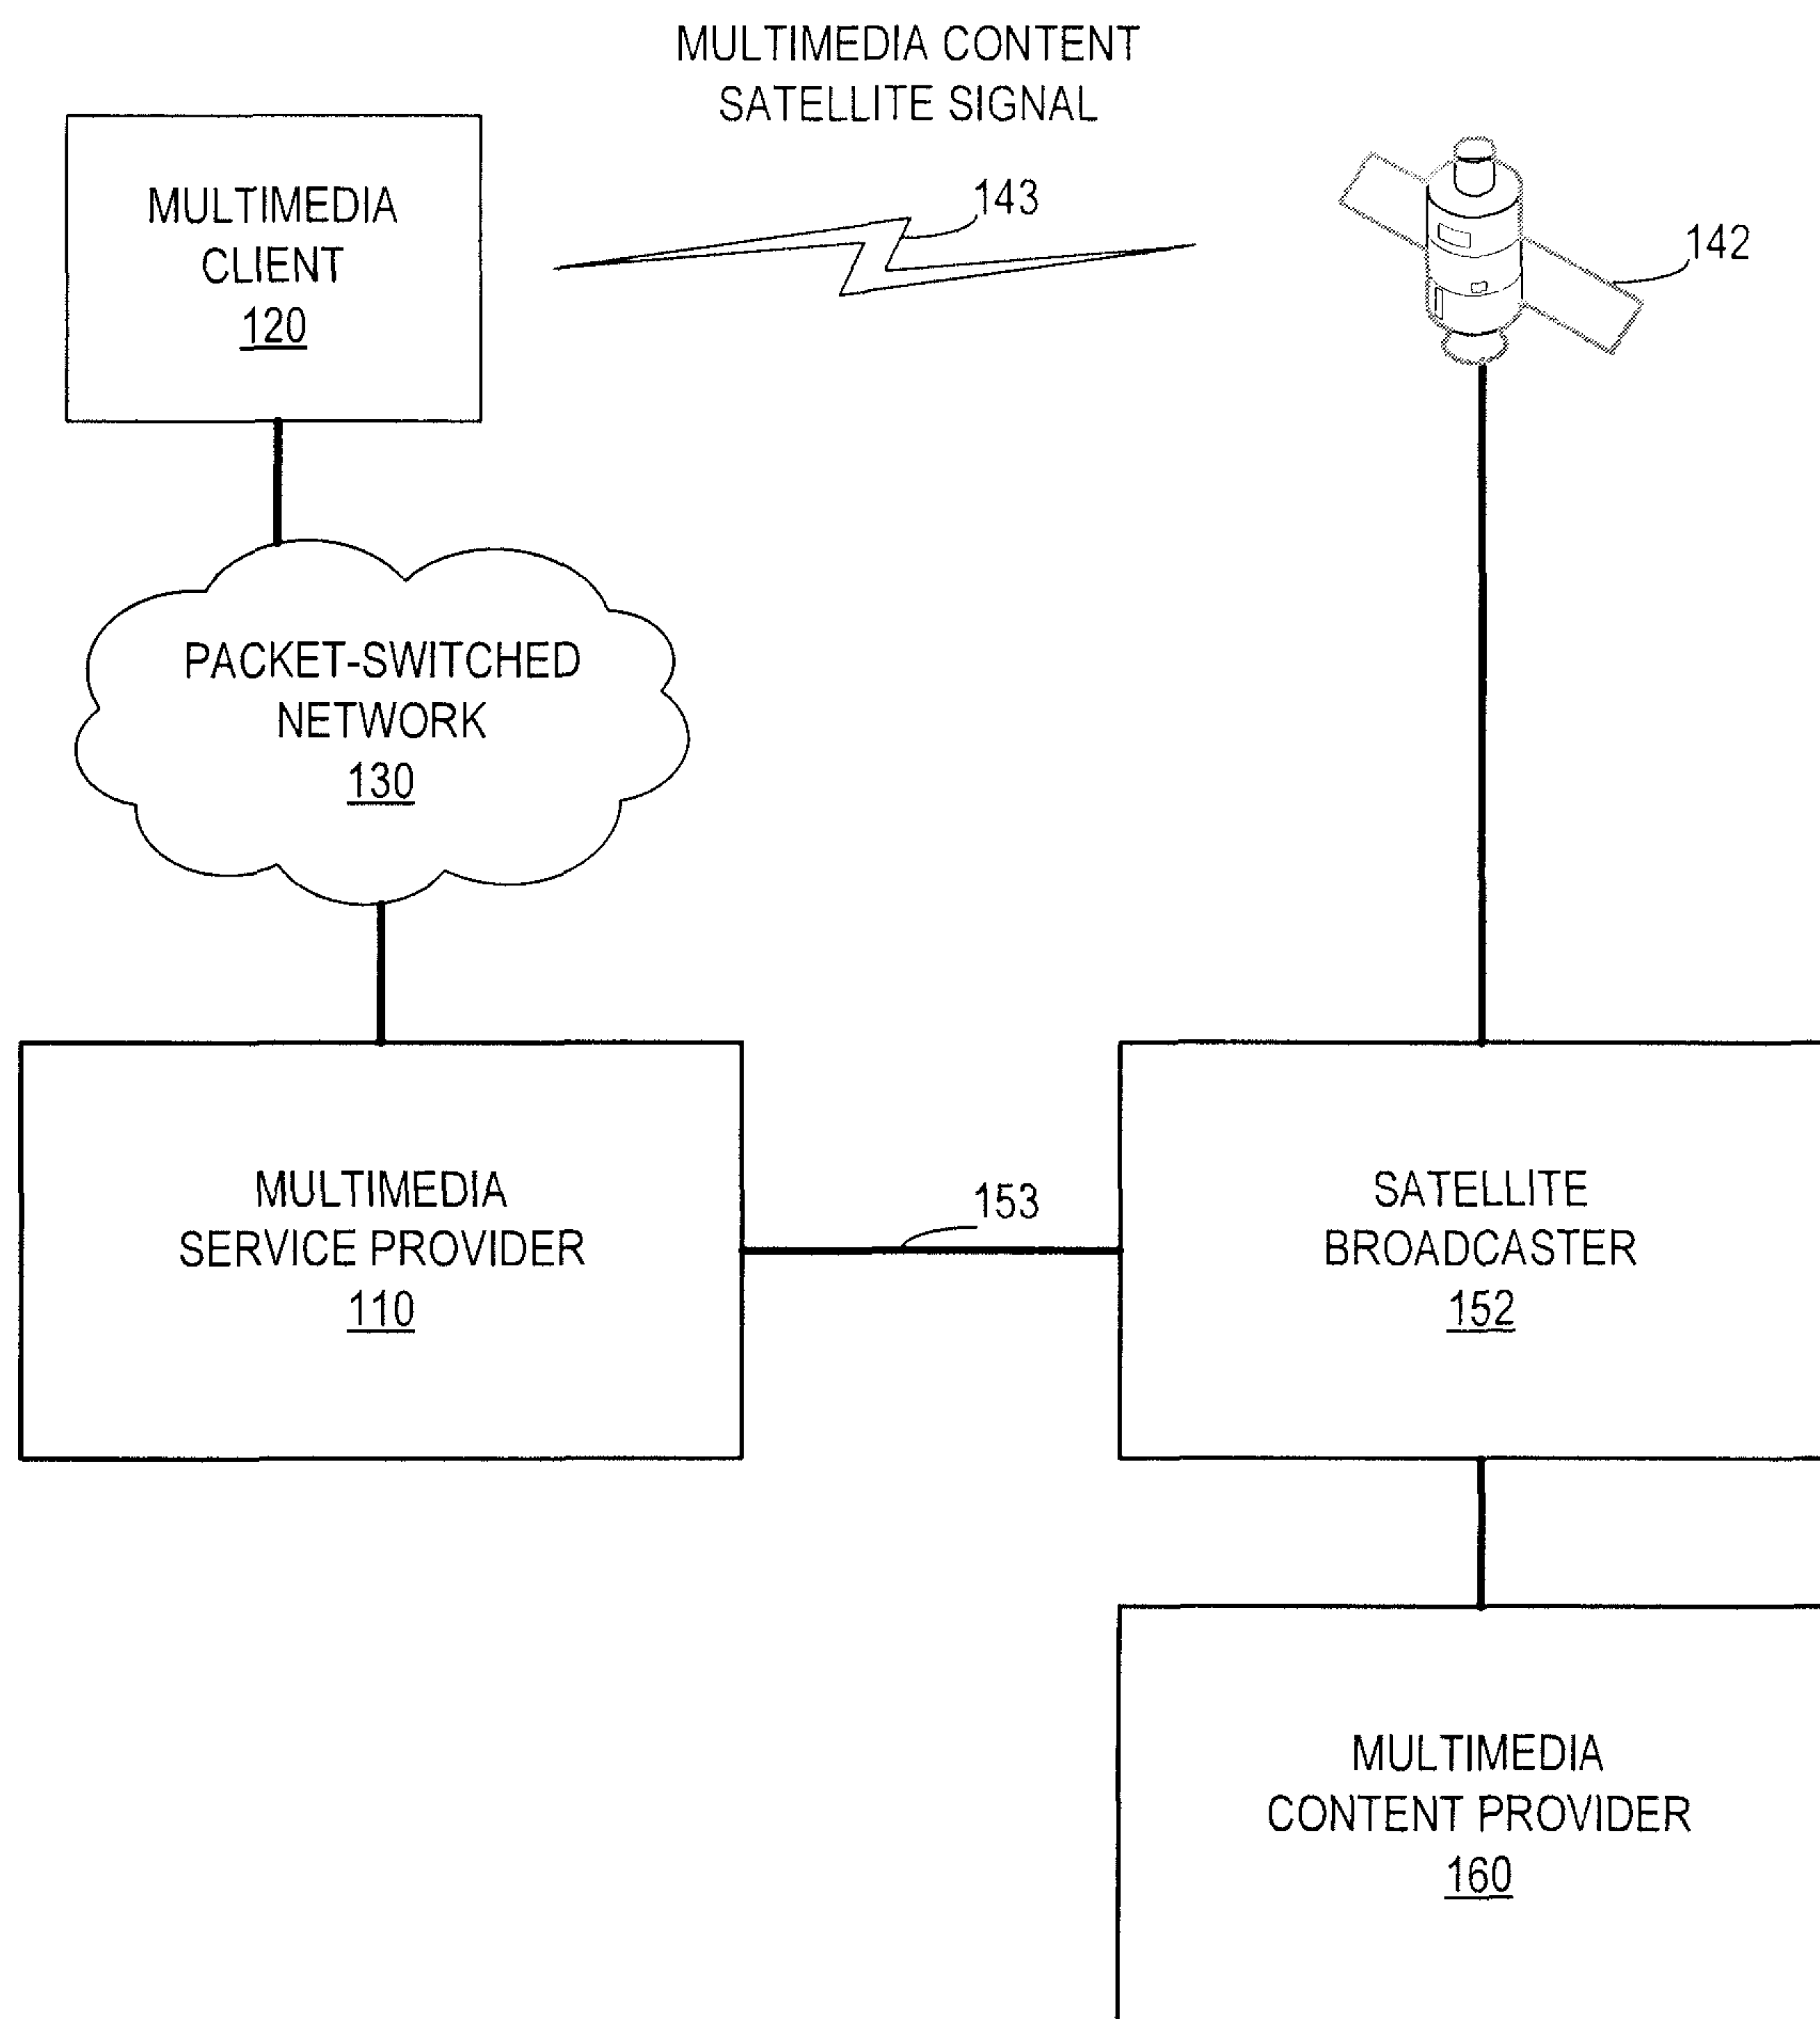 MULTIMEDIA CONTENT
SATELLITE SIGNAL
MULTIMEDIA
CLIENT
120
143
142
PACKET-SWITCHED
NETWORK
130
MULTIMEDIA
SERVICE PROVIDER
110
153
SATELLITE
BROADCASTER
152
MULTIMEDIA
CONTENT PROVIDER
160